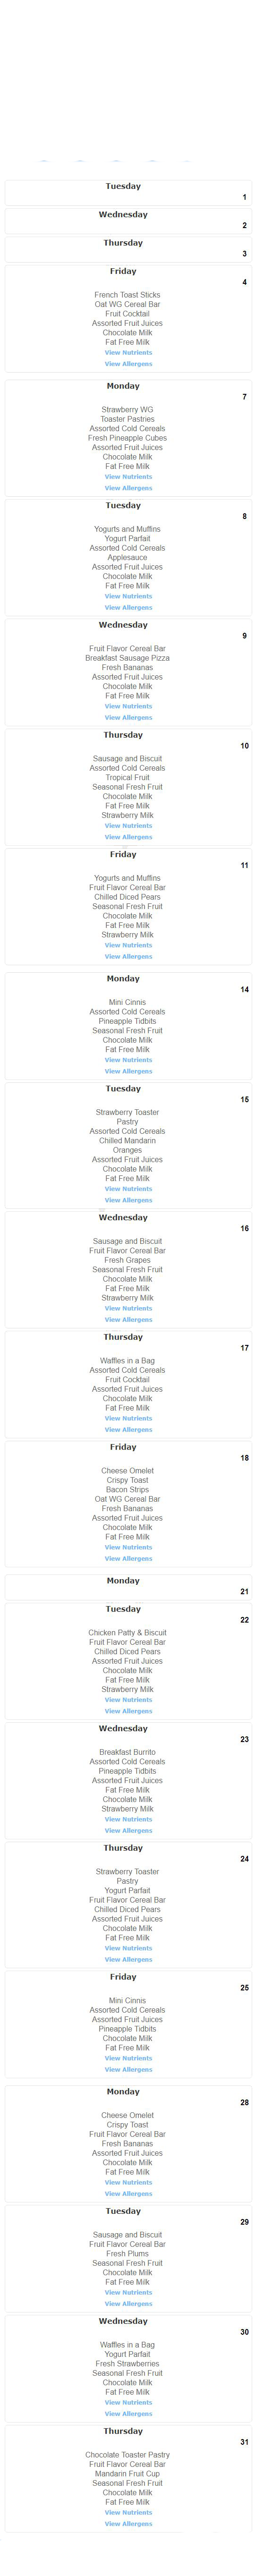 Tuesday
1
Wednesday
2
Thursday
3
Friday
4
French Toast Sticks
Oat WG Cereal Bar
Fruit Cocktail
Assorted Fruit Juices
Chocolate Milk
Fat Free Milk
View Nutrients
View Allergens
Monday
7
Strawberry WG
Toaster Pastries
Assorted Cold Cereals
Fresh Pineapple Cubes
Assorted Fruit Juices
Chocolate Milk
Fat Free Milk
View Nutrients
View Allergens
Tuesday
8
Yogurts and Muffins
Yogurt Parfait
Assorted Cold Cereals
Applesauce
Assorted Fruit Juices
Chocolate Milk
Fat Free Milk
View Nutrients
View Allergens
Wednesday
9
Fruit Flavor Cereal Bar
Breakfast Sausage Pizza
Fresh Bananas
Assorted Fruit Juices
Chocolate Milk
Fat Free Milk
View Nutrients
View Allergens
Thursday
10
Sausage and Biscuit
Assorted Cold Cereals
Tropical Fruit
Seasonal Fresh Fruit
Chocolate Milk
Fat Free Milk
Strawberry Milk
View Nutrients
View Allergens
Friday
11
Yogurts and Muffins
Fruit Flavor Cereal Bar
Chilled Diced Pears
Seasonal Fresh Fruit
Chocolate Milk
Fat Free Milk
Strawberry Milk
View Nutrients
View Allergens
Monday
14
Mini Cinnis
Assorted Cold Cereals
Pineapple Tidbits
Seasonal Fresh Fruit
Chocolate Milk
Fat Free Milk
View Nutrients
View Allergens
Tuesday
15
Strawberry Toaster
Pastry
Assorted Cold Cereals
Chilled Mandarin
Oranges
Assorted Fruit Juices
Chocolate Milk
Fat Free Milk
View Nutrients
View Allergens
Wednesday
16
Sausage and Biscuit
Fruit Flavor Cereal Bar
Fresh Grapes
Seasonal Fresh Fruit
Chocolate Milk
Fat Free Milk
Strawberry Milk
View Nutrients
View Allergens
Thursday
17
Waffles in a Bag
Assorted Cold Cereals
Fruit Cocktail
Assorted Fruit Juices
Chocolate Milk
Fat Free Milk
View Nutrients
View Allergens
Friday
18
Cheese Omelet
Crispy Toast
Bacon Strips
Oat WG Cereal Bar
Fresh Bananas
Assorted Fruit Juices
Chocolate Milk
Fat Free Milk
View Nutrients
View Allergens
Monday
21
Tuesday
22
Chicken Patty & Biscuit
Fruit Flavor Cereal Bar
Chilled Diced Pears
Assorted Fruit Juices
Chocolate Milk
Fat Free Milk
Strawberry Milk
View Nutrients
View Allergens
Wednesday
23
Breakfast Burrito
Assorted Cold Cereals
Pineapple Tidbits
Assorted Fruit Juices
Fat Free Milk
Chocolate Milk
Strawberry Milk
View Nutrients
View Allergens
Thursday
24
Strawberry Toaster
Pastry
Yogurt Parfait
Fruit Flavor Cereal Bar
Chilled Diced Pears
Assorted Fruit Juices
Chocolate Milk
Fat Free Milk
View Nutrients
View Allergens
Friday
25
Mini Cinnis
Assorted Cold Cereals
Assorted Fruit Juices
Pineapple Tidbits
Chocolate Milk
Fat Free Milk
View Nutrients
View Allergens
Monday
28
Cheese Omelet
Crispy Toast
Fruit Flavor Cereal Bar
Fresh Bananas
Assorted Fruit Juices
Chocolate Milk
Fat Free Milk
View Nutrients
View Allergens
Tuesday
29
Sausage and Biscuit
Fruit Flavor Cereal Bar
Fresh Plums
Seasonal Fresh Fruit
Chocolate Milk
Fat Free Milk
View Nutrients
View Allergens
Wednesday
30
Waffles in a Bag
Yogurt Parfait
Fresh Strawberries
Seasonal Fresh Fruit
Chocolate Milk
Fat Free Milk
View Nutrients
View Allergens
Thursday
31
Chocolate Toaster Pastry
Fruit Flavor Cereal Bar
Mandarin Fruit Cup
Seasonal Fresh Fruit
Chocolate Milk
Fat Free Milk
View Nutrients
View Allergens